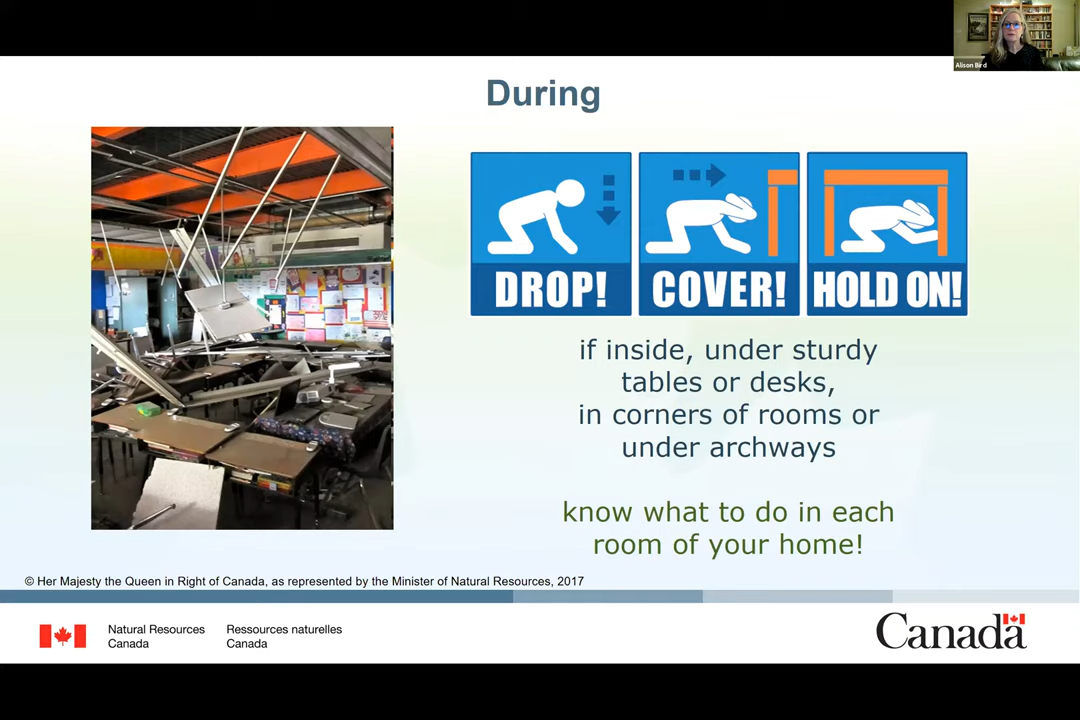 Alison Bird
During
DROP!
COVER!
HOLD ON!
if inside, under sturdy
tables or desks,
in corners of rooms or
under archways
know what to do in each
room of your home!
© Her Majesty the Queen in Right of Canada, as represented by the Minister of Natural Resources, 2017
Natural Resources
Canada
Ressources naturelles
Canada
Canada